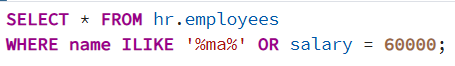 SELECT * FROM hr.employees
WHERE name ILIKE '%ma%' OR salary = 60000;